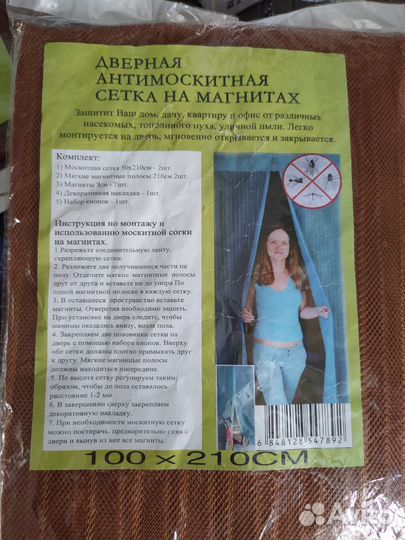 ДВЕРНАЯ
АНТИМОСКИТНАЯ
СЕТКА НА МАГНИТАХ
Защитит Ваш дом, дачу, квартиру и офис от различных
насекомых, тополиного пуха, уличной пыли. Легко
монтируется на дверь, мгновенно открывается и закрывается.
Комплект:
1) Москитная сетка 50х210см - 2шт.
2) Мягкие магнитные полосы 210см 2шт.
3) Магниты 3см - 7шт.
4) Декоративная накладка - 1шт.
5) Набор кнопок - 1шт.
Инструкция по монтажу и
использованию москитной сотки
на магнитах.
1.Разрежьте соединительную ленту,
скрепляющую сетки.
2. Разложите две получившиеся части на
полу. Отделите мягкие магнитные полосы
друг от друга и вставьте их до упора По
одной магнитной полоске в каждую сетку.
3. В оставшееся пространство вставьте
магниты. Отверстия необходимо зашить.
При установке на дверь следите, чтобы
манниты оказались внизу, возле пола.
4. Закрепляем две половинки сетки на
дверь с помощью набора кнопок. Вверху
обе сетки должны плотно примыкать друг
к другу. Мягкие магнитные полосы
должны находиться посередине.
5. По высоте сетку регулируем таким
образом, чтобы до пола оставалось
расстояние 1-2 мм.
6. В завершении сверху закрепляем
декоративную накладку.
7. При необходимости москитную сетку
можно постирать, предварительно сняв с
двери и вынув из нее все магниты.
6 848128 547892
100 × 210СМ
Avito